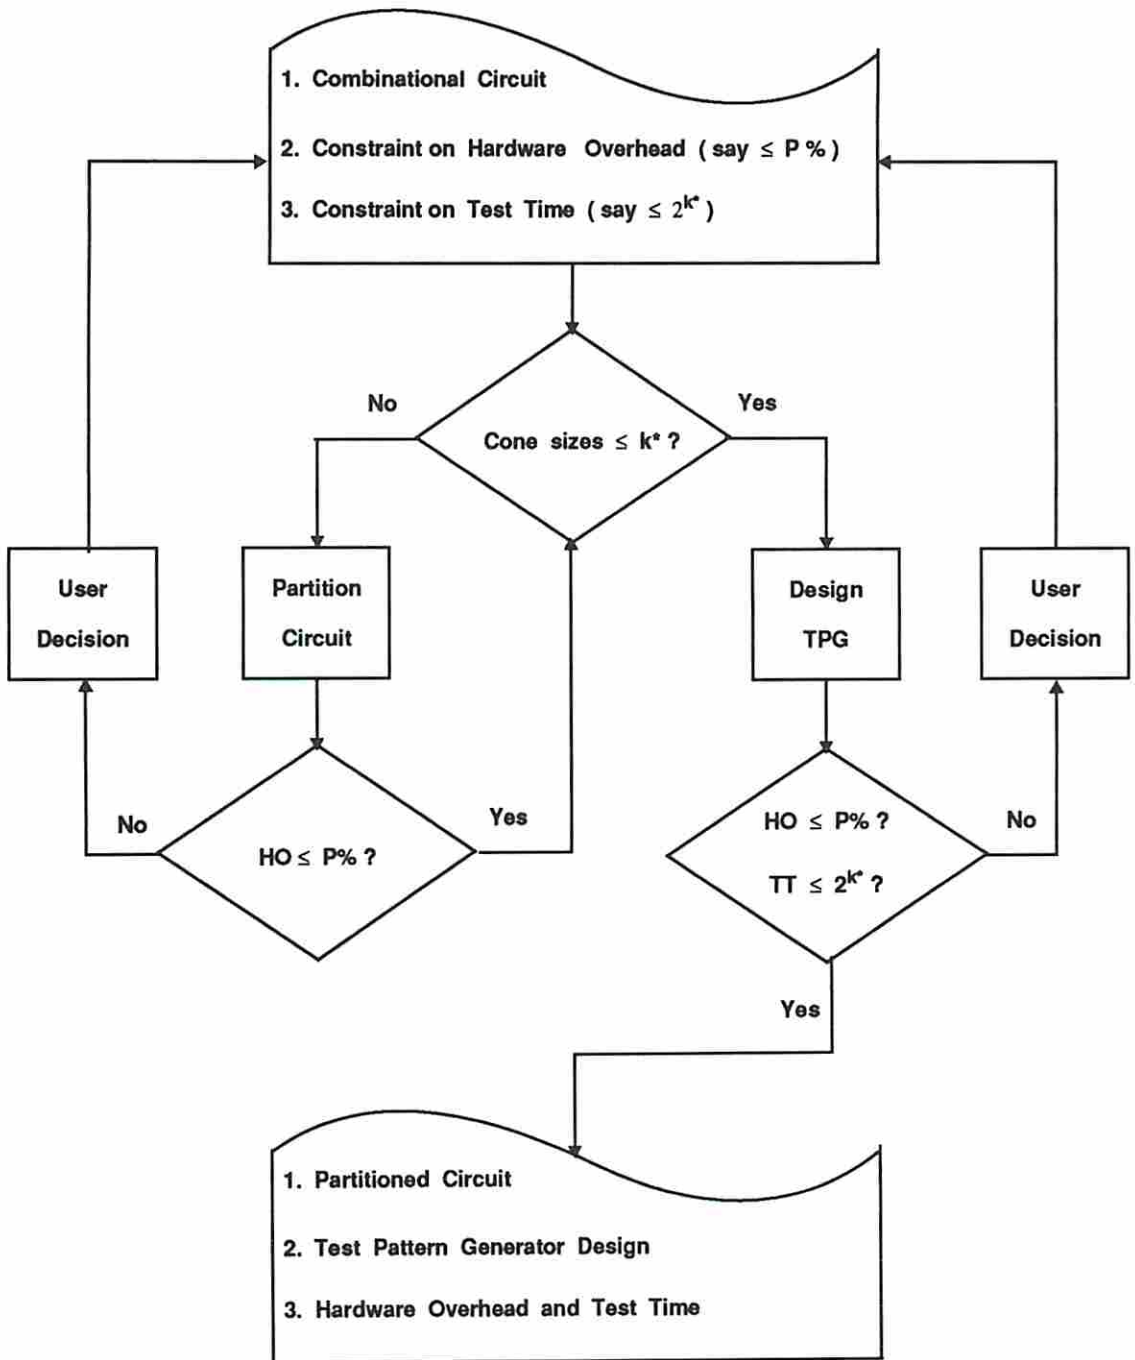 1. Combinational Circuit
2. Constraint on Hardware Overhead ( say ≤ P % )
3. Constraint on Test Time ( say ≤ 2^k* )
No
Yes
Cone sizes ≤ k* ?
User
Decision
Partition
Circuit
Design
TPG
User
Decision
No
HO ≤ P% ?
Yes
HO ≤ P% ?
TT ≤ 2^k* ?
No
Yes
1. Partitioned Circuit
2. Test Pattern Generator Design
3. Hardware Overhead and Test Time